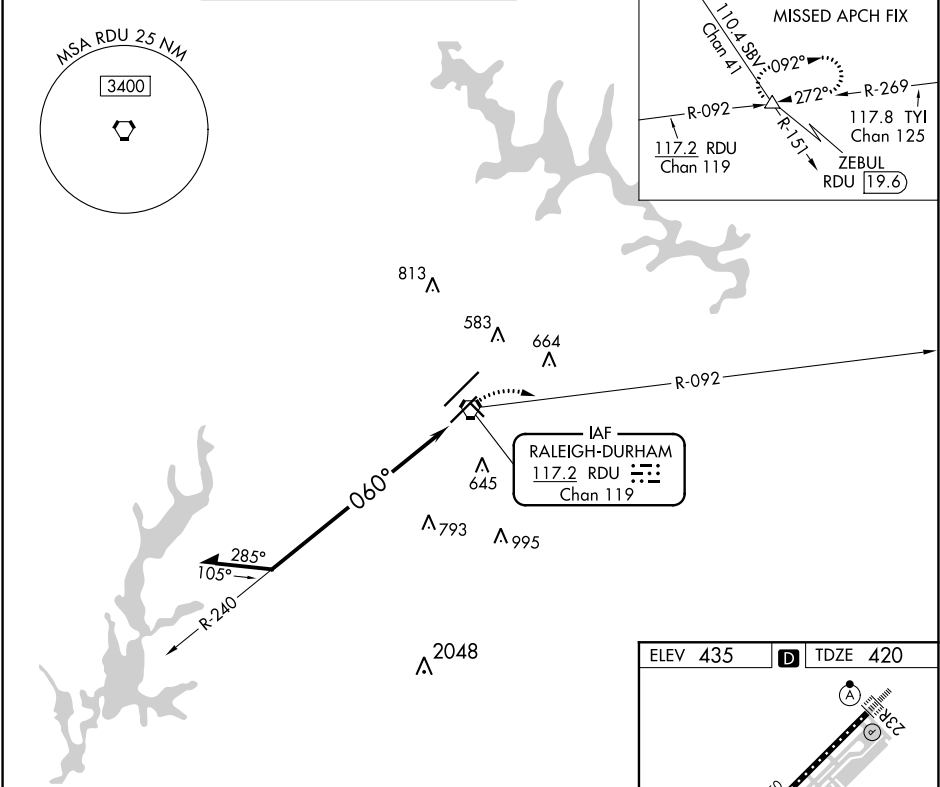 MSA RDU 25 NM
3400
MISSED APCH FIX
110.4 SBV
Chan 41
092°
272°
R-269
R-092
117.8 TYI
Chan 125
R-151
117.2 RDU
Chan 119
ZEBUL
RDU 19.6
813
583
664
R-092
IAF
RALEIGH-DURHAM
117.2 RDU
Chan 119
645
060°
793
995
285°
105°
R-240
2048
ELEV 435
D
TDZE 420
A
23R
P